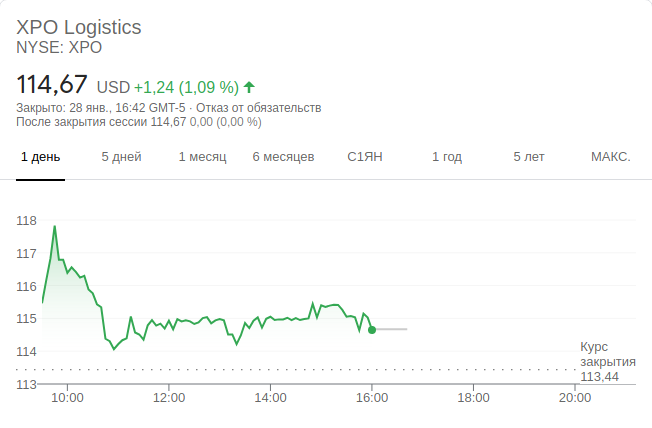 XPO Logistics
NYSE: XPO
114,67 USD +1,24 (1,09 %)
Закрыто: 28 янв., 16:42 GMT-5 · Отказ от обязательств
После закрытия сессии 114,67 0,00 (0,00 %)
1 день 5 дней 1 месяц 6 месяцев С1ЯН 1 год 5 лет МАКС.
118
117
116
115
114
113
Курс
закрытия
113,44
10:00 12:00 14:00 16:00 18:00 20:00